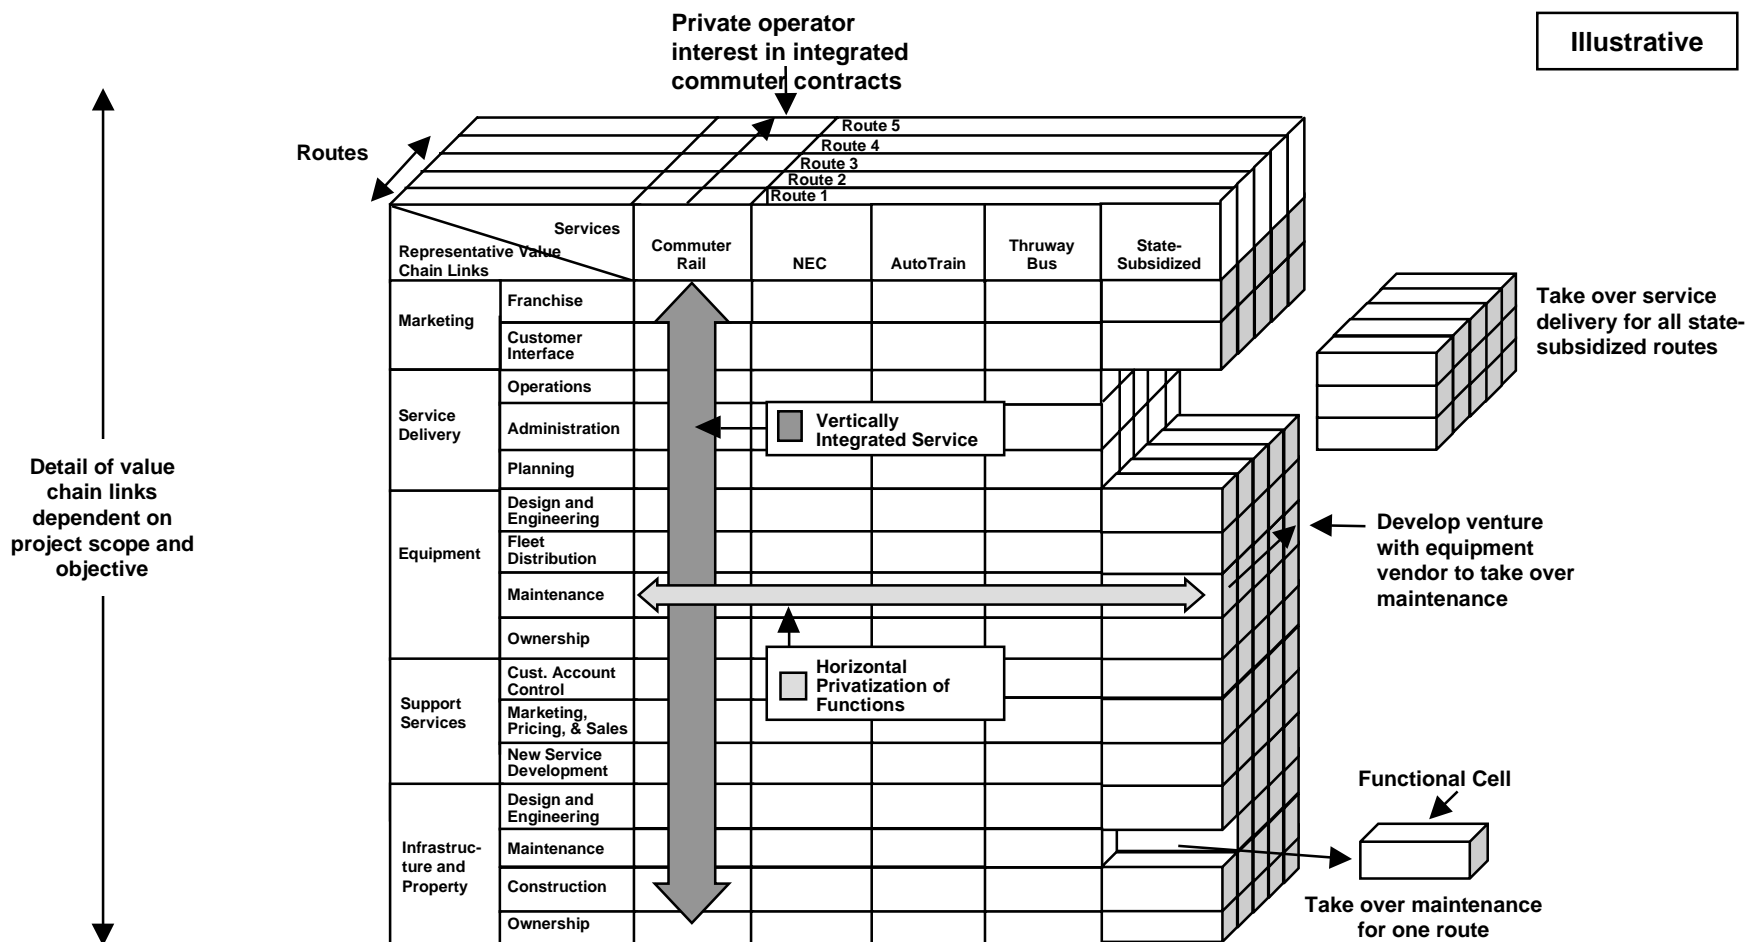 Private operator
interest in integrated
commuter contracts
Illustrative
Routes
Route 5
Route 4
Route 3
Route 2
Route 1
Services
Representative Value
Chain Links
Commuter
Rail
NEC
AutoTrain
Thruway
Bus
State-
Subsidized
Marketing
Franchise
Customer
Interface
Service
Delivery
Operations
Administration
Planning
Vertically
Integrated Service
Equipment
Design and
Engineering
Fleet
Distribution
Maintenance
Ownership
Horizontal
Privatization of
Functions
Support
Services
Cust. Account
Control
Marketing,
Pricing, & Sales
New Service
Development
Infrastruc-
ture and
Property
Design and
Engineering
Maintenance
Construction
Ownership
Detail of value
chain links
dependent on
project scope and
objective
Take over service
delivery for all state-
subsidized routes
Develop venture
with equipment
vendor to take over
maintenance
Functional Cell
Take over maintenance
for one route